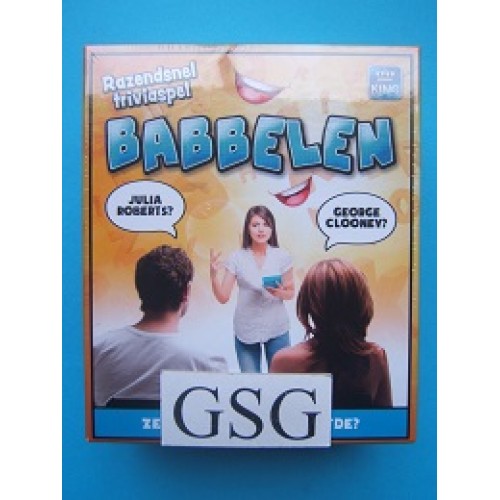 Razendsnel
triviaspel
KING
BABBELEN
JULIA
ROBERTS?
GEORGE
CLOONEY?
GSG